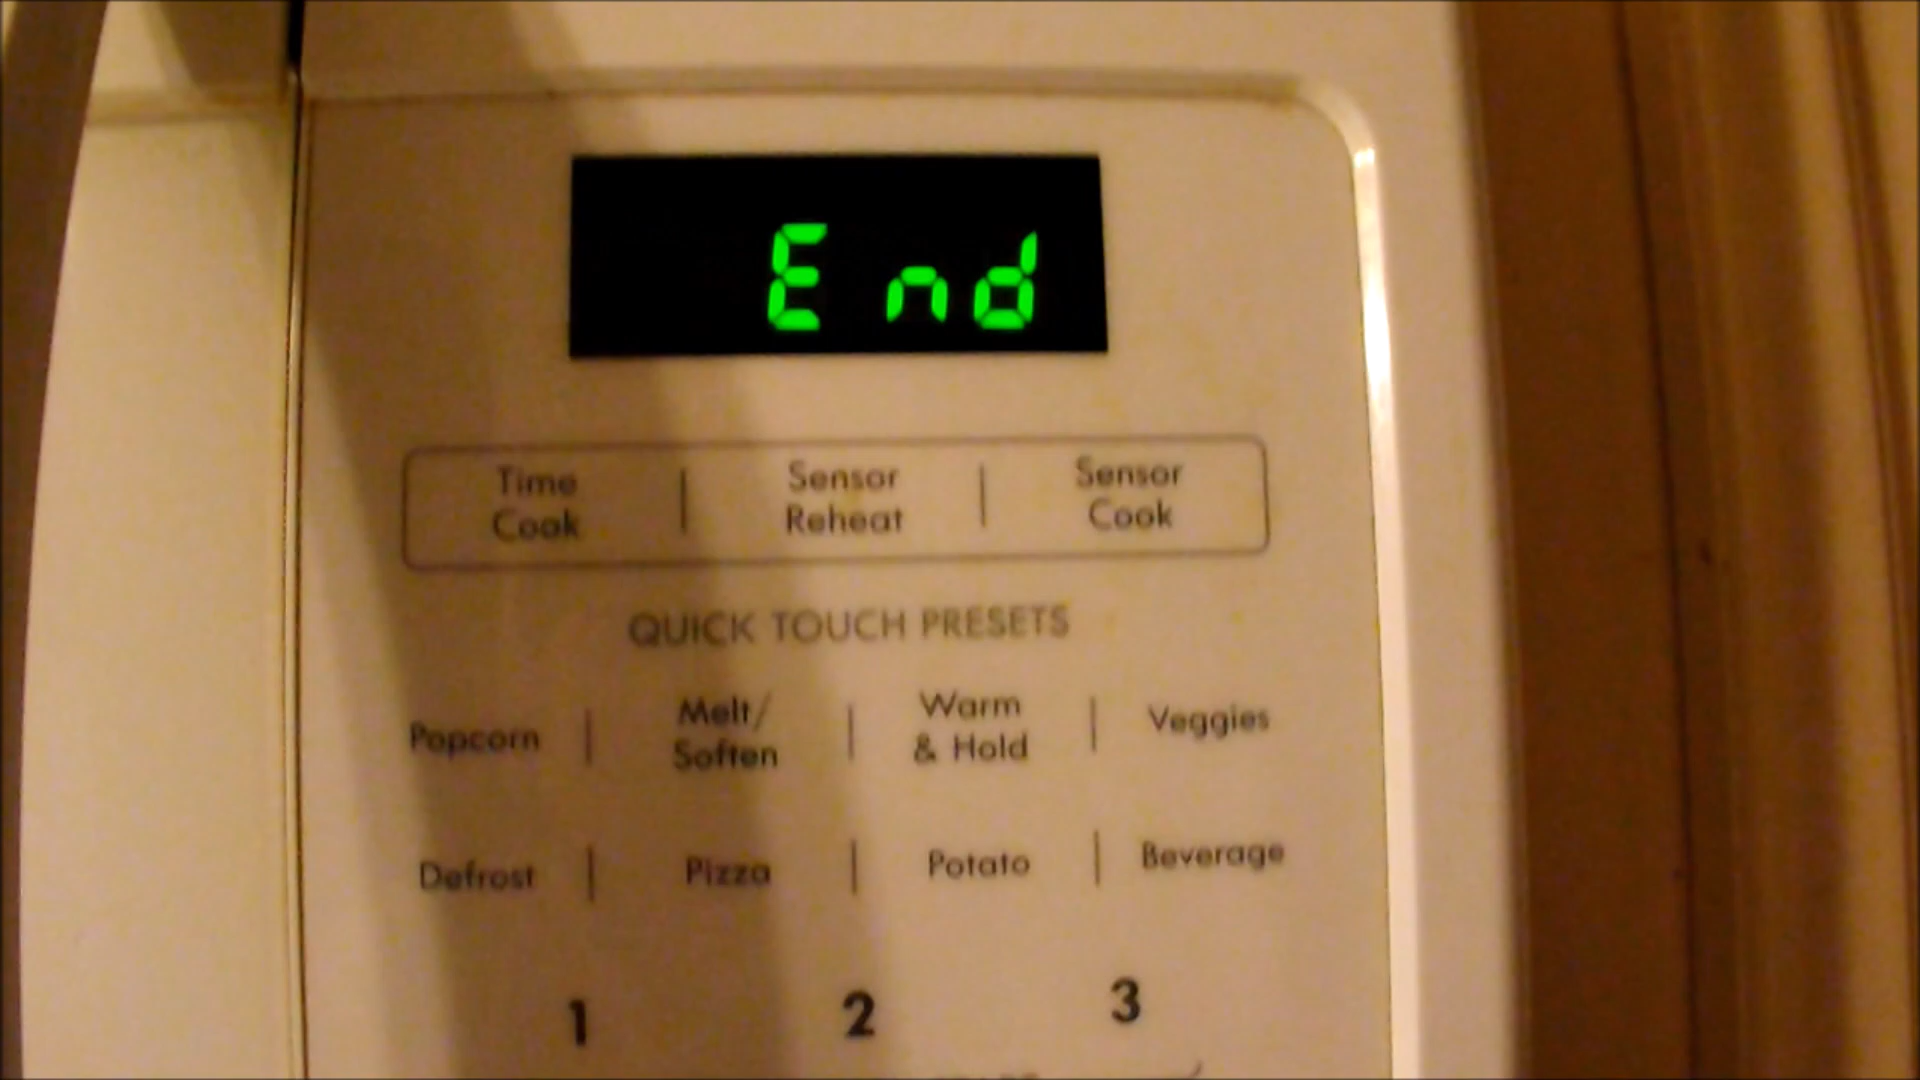 End
Time Cook | Sensor Reheat | Sensor Cook
QUICK TOUCH PRESETS
Popcorn | Melt/ Soften | Warm & Hold | Veggies
Defrost | Pizza | Potato | Beverage
1 2 3